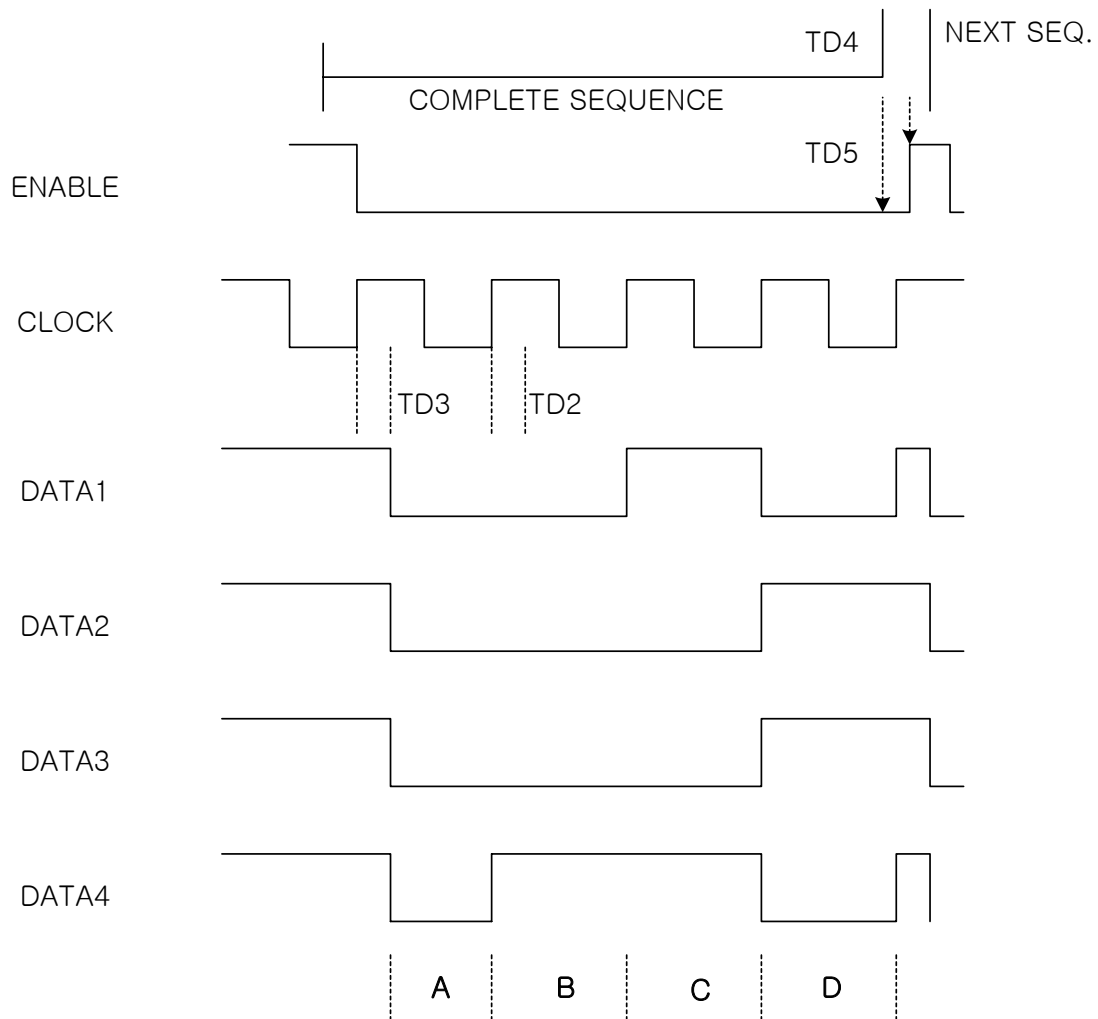 NEXT SEQ.
TD4
COMPLETE SEQUENCE
TD5
ENABLE
CLOCK
TD3 TD2
DATA1
DATA2
DATA3
DATA4
A B C D